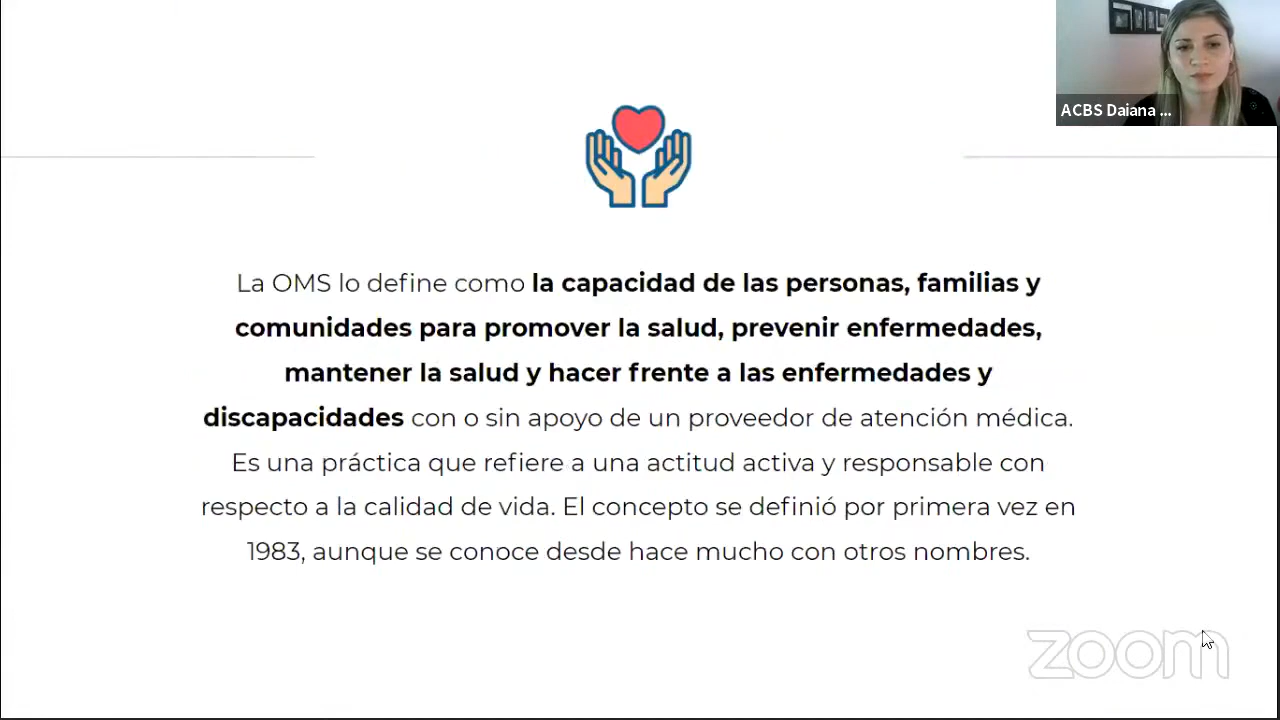 ACBS Daiana ...
La OMS lo define como la capacidad de las personas, familias y
comunidades para promover la salud, prevenir enfermedades,
mantener la salud y hacer frente a las enfermedades y
discapacidades con o sin apoyo de un proveedor de atención médica.
Es una práctica que refiere a una actitud activa y responsable con
respecto a la calidad de vida. El concepto se definió por primera vez en
1983, aunque se conoce desde hace mucho con otros nombres.
zoom